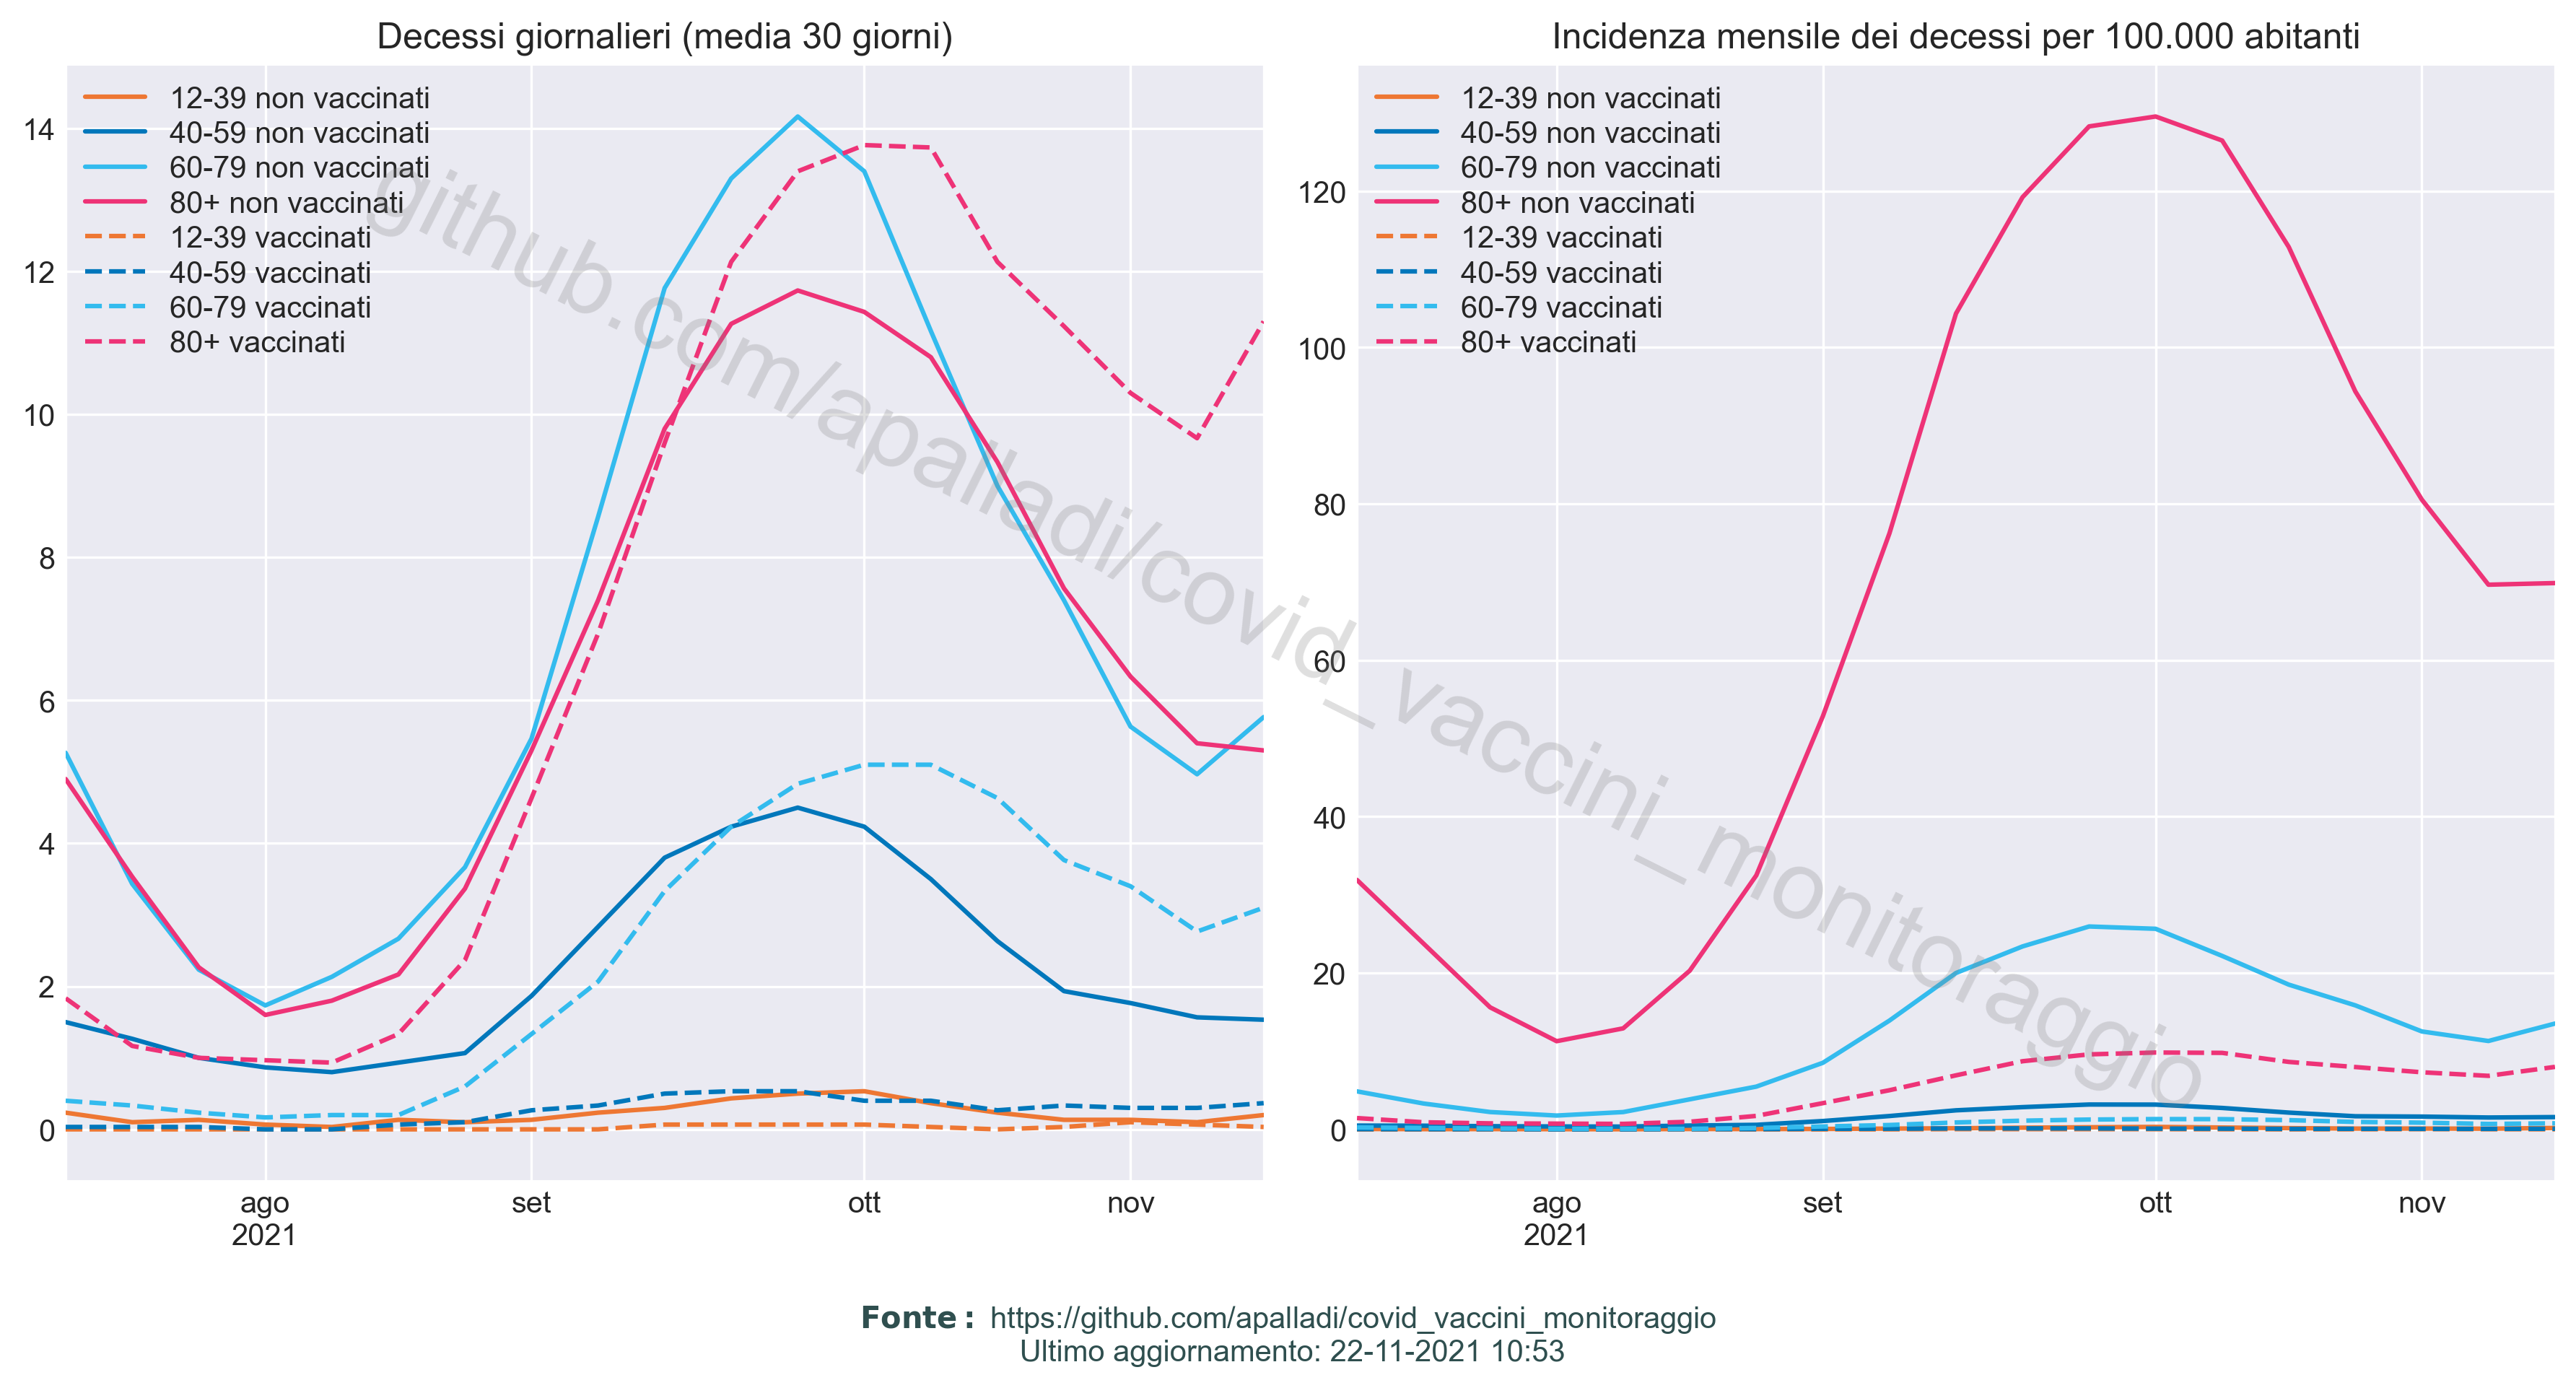 Decessi giornalieri (media 30 giorni)
12-39 non vaccinati
40-59 non vaccinati
60-79 non vaccinati
80+ non vaccinati
12-39 vaccinati
40-59 vaccinati
60-79 vaccinati
80+ vaccinati
14
12
10
8
6
4
2
0
ago
2021
set
ott
nov
Incidenza mensile dei decessi per 100.000 abitanti
12-39 non vaccinati
40-59 non vaccinati
60-79 non vaccinati
80+ non vaccinati
12-39 vaccinati
40-59 vaccinati
60-79 vaccinati
80+ vaccinati
120
100
80
60
40
20
0
ago
2021
set
ott
nov
github.com/apalladi/covid_vaccini_monitoraggio
Fonte: https://github.com/apalladi/covid_vaccini_monitoraggio
Ultimo aggiornamento: 22-11-2021 10:53